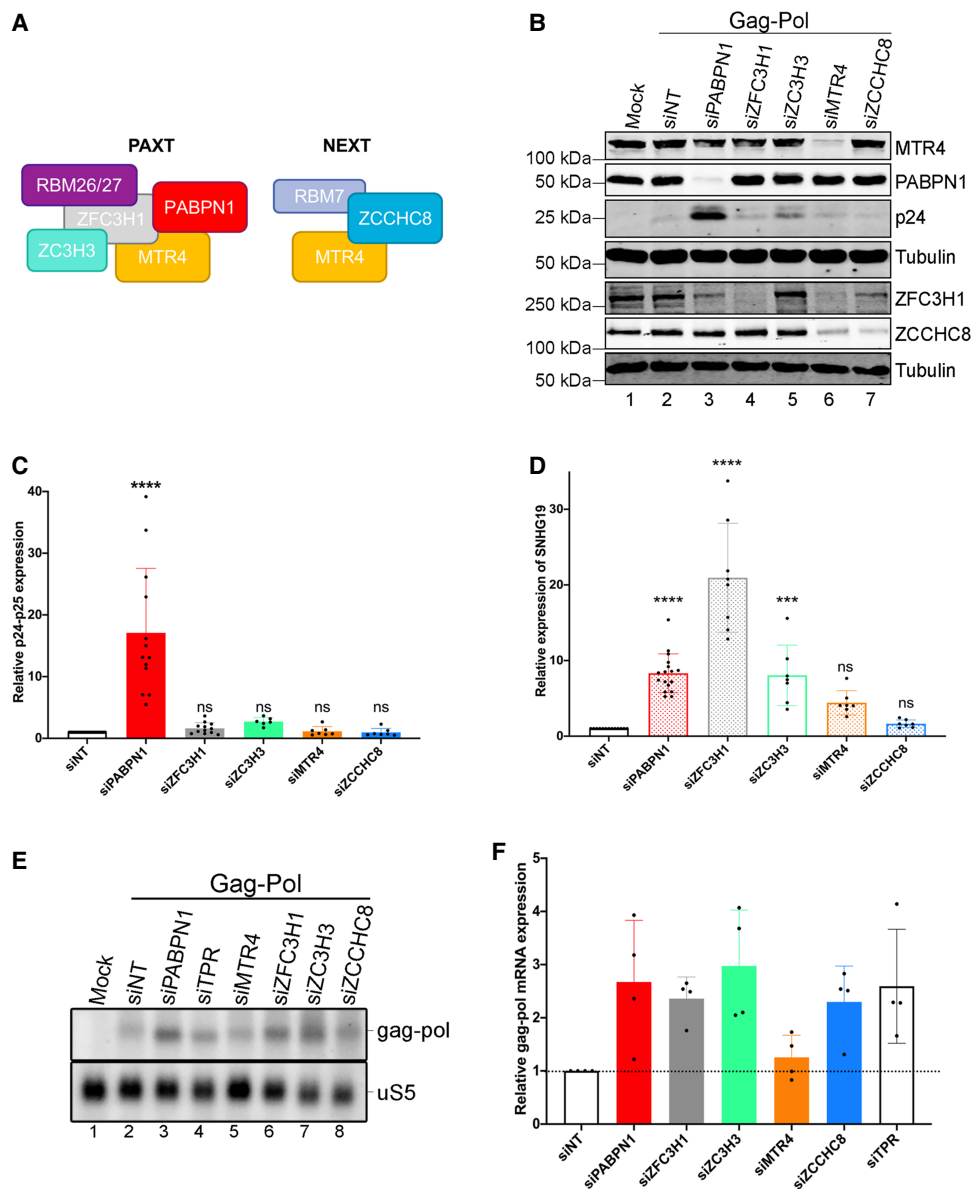 A
PAXT
NEXT
RBM26/27
ZFC3H1
PABPN1
ZC3H3
MTR4
RBM7
ZCCHC8
MTR4
B
Gag-Pol
Mock
siNT
siPABPN1
siZFC3H1
siZC3H3
siMTR4
siZCCHC8
100 kDa
MTR4
50 kDa
PABPN1
25 kDa
p24
50 kDa
Tubulin
250 kDa
ZFC3H1
100 kDa
ZCCHC8
50 kDa
Tubulin
1 2 3 4 5 6 7
C
Relative p24-p25 expression
40
30
20
10
0
****
ns
ns
ns
ns
siNT
siPABPN1
siZFC3H1
siZC3H3
siMTR4
siZCCHC8
D
Relative expression of SNHG19
30
20
10
0
****
****
***
ns
ns
siNT
siPABPN1
siZFC3H1
siZC3H3
siMTR4
siZCCHC8
E
Gag-Pol
Mock
siNT
siPABPN1
siTPR
siMTR4
siZFC3H1
siZC3H3
siZCCHC8
gag-pol
uS5
1 2 3 4 5 6 7 8
F
Relative gag-pol mRNA expression
5
4
3
2
1
0
siNT
siPABPN1
siZFC3H1
siZC3H3
siMTR4
siZCCHC8
siTPR